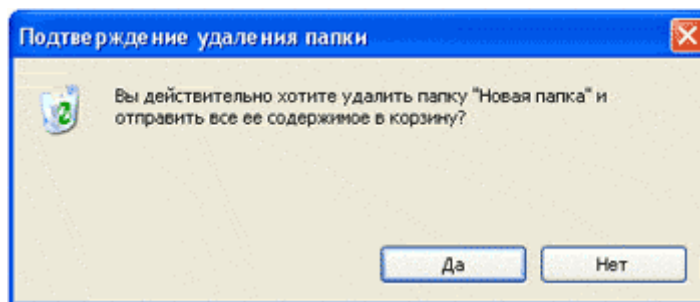 Подтверждение удаления папки
Вы действительно хотите удалить папку "Новая папка" и
отправить все ее содержимое в корзину?
Да
Нет